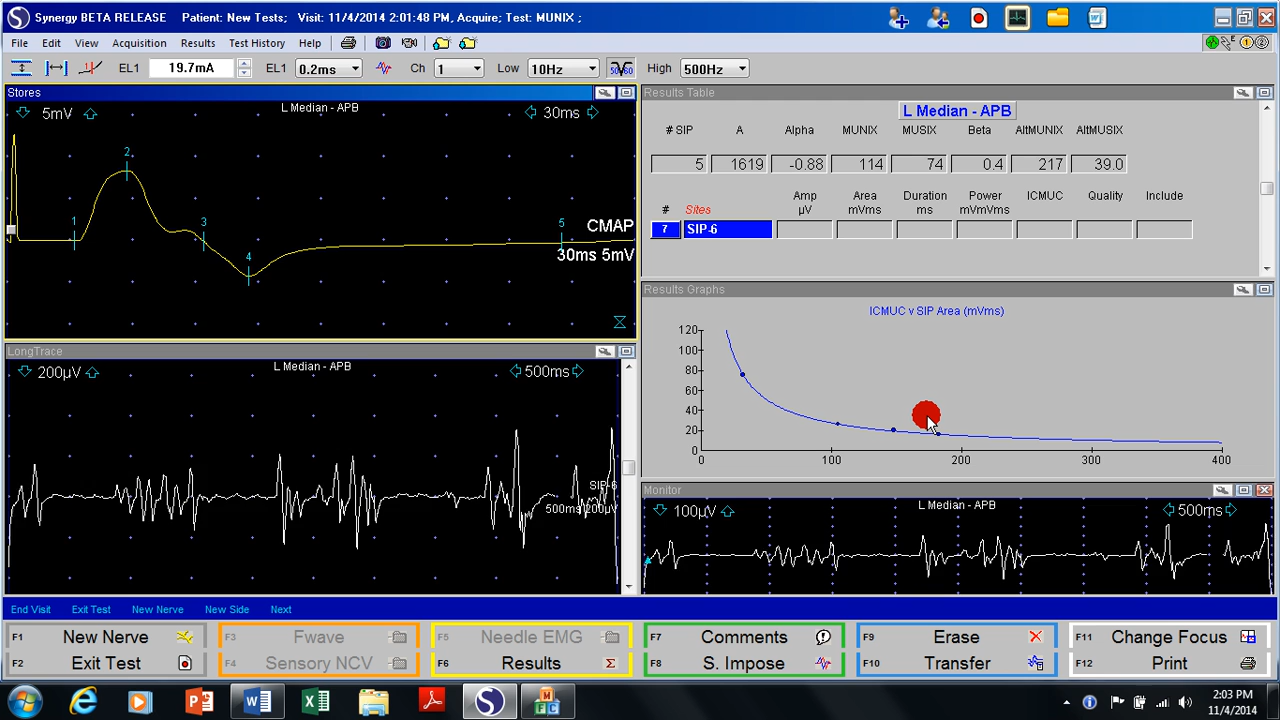 Synergy BETA RELEASE Patient: New Tests; Visit: 11/4/2014 2:01:48 PM, Acquire; Test: MUNIX ;
File Edit View Acquisition Results Test History Help
EL1 19.7mA EL1 0.2ms Ch 1 Low 10Hz 50/60 High 500Hz
Stores
L Median - APB
5mV
30ms
2
1
3
5
4
CMAP
30ms 5mV
LongTrace
L Median - APB
200µV
500ms
SIP-6
500ms 200µV
Results Table
L Median - APB
# SIP A Alpha MUNIX MUSIX Beta AltMUNIX AltMUSIX
5 1619 -0.88 114 74 0.4 217 39.0
Amp Area Duration Power ICMUC Quality Include
# Sites µV mVms ms mVmVms
7 SIP-6
Results Graphs
ICMUC v SIP Area (mVms)
120
100
80
60
40
20
0
0 100 200 300 400
Monitor
L Median - APB
100µV
500ms
End Visit Exit Test New Nerve New Side Next
F1 New Nerve F3 Fwave F5 Needle EMG F7 Comments F9 Erase F11 Change Focus
F2 Exit Test F4 Sensory NCV F6 Results Σ F8 S. Impose F10 Transfer F12 Print
2:03 PM
11/4/2014